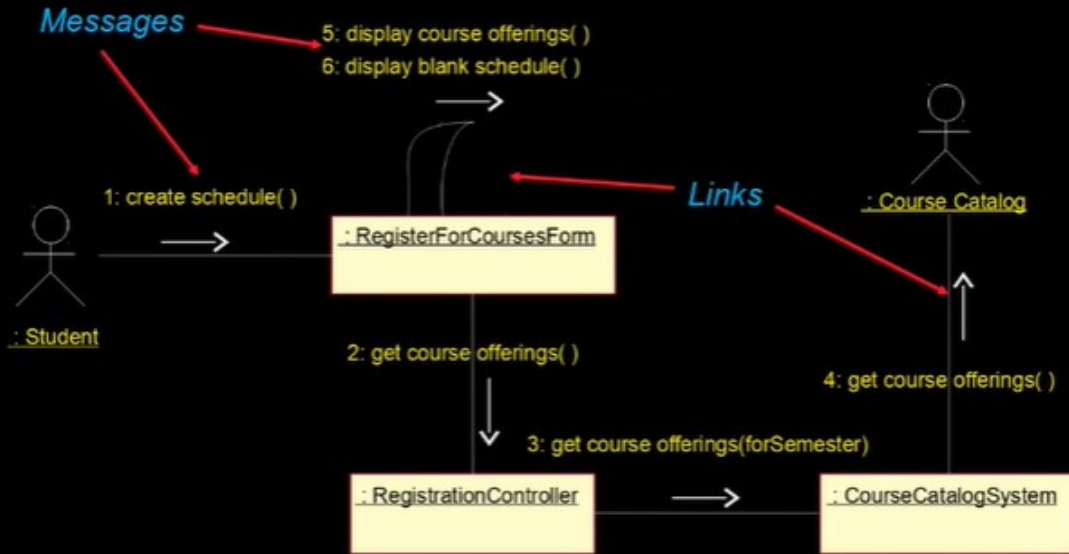 Messages
5: display course offerings( )
6: display blank schedule( )
1: create schedule( )
Links
: Course Catalog
: RegisterForCoursesForm
: Student
2: get course offerings( )
4: get course offerings( )
3: get course offerings(forSemester)
: RegistrationController
: CourseCatalogSystem